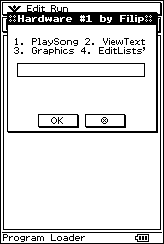 Edit Run
Hardware #1 by Filip
1. PlaySong 2. ViewText
3. Graphics 4. EditLists'
OK
Program Loader